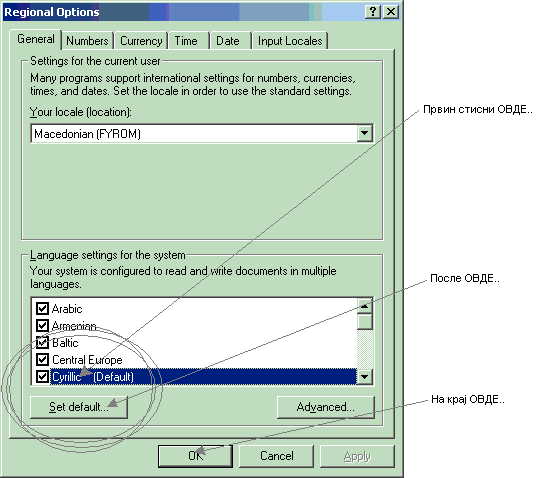 Regional Options
General Numbers Currency Time Date Input Locales
Settings for the current user
Many programs support international settings for numbers, currencies,
times, and dates. Set the locale in order to use the standard settings.
Your locale (location):
Macedonian (FYROM)
Првин стисни ОВДЕ..
Language settings for the system
Your system is configured to read and write documents in multiple
languages.
После ОВДЕ..
Arabic
Armenian
Baltic
Central Europe
Cyrillic (Default)
Set default...
Advanced...
На крај ОВДЕ..
OK Cancel Apply